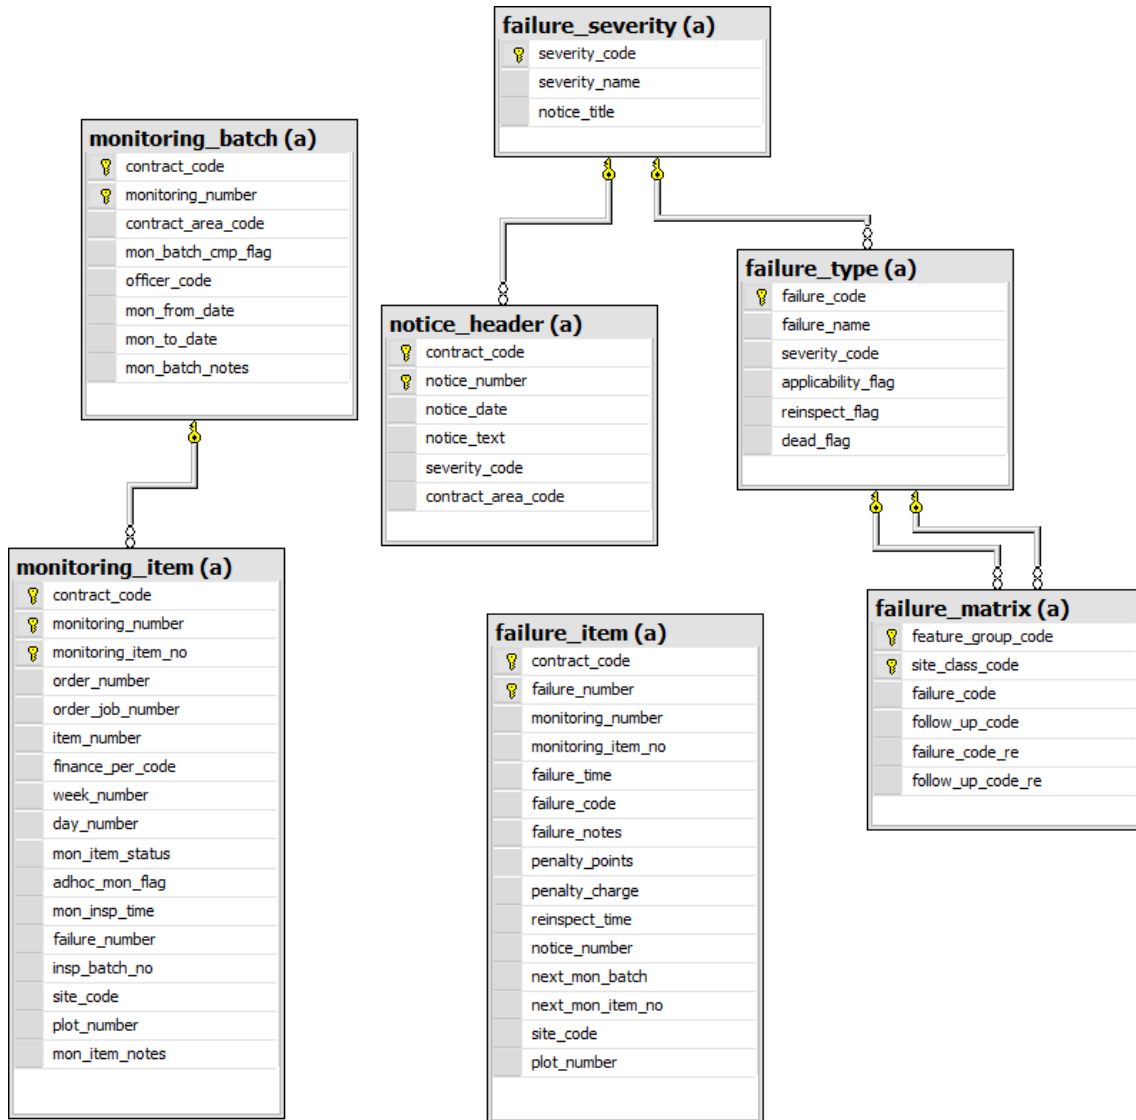 failure_severity (a)
severity_code
severity_name
notice_title
monitoring_batch (a)
contract_code
monitoring_number
contract_area_code
mon_batch_cmp_flag
officer_code
mon_from_date
mon_to_date
mon_batch_notes
failure_type (a)
failure_code
failure_name
severity_code
applicability_flag
reinspect_flag
dead_flag
notice_header (a)
contract_code
notice_number
notice_date
notice_text
severity_code
contract_area_code
monitoring_item (a)
contract_code
monitoring_number
monitoring_item_no
order_number
order_job_number
item_number
finance_per_code
week_number
day_number
mon_item_status
adhoc_mon_flag
mon_insp_time
failure_number
insp_batch_no
site_code
plot_number
mon_item_notes
failure_item (a)
contract_code
failure_number
monitoring_number
monitoring_item_no
failure_time
failure_code
failure_notes
penalty_points
penalty_charge
reinspect_time
notice_number
next_mon_batch
next_mon_item_no
site_code
plot_number
failure_matrix (a)
feature_group_code
site_class_code
failure_code
follow_up_code
failure_code_re
follow_up_code_re